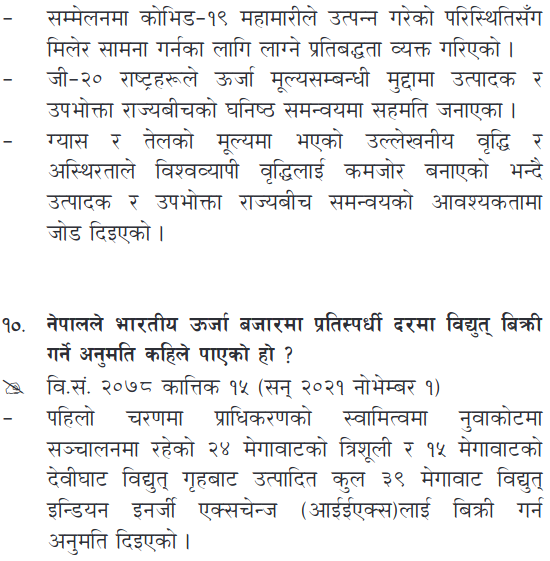 - सम्मेलनमा कोभिड-१९ महामारीले उत्पन्न गरेको परिस्थितिसँग
मिलेर सामना गर्नका लागि लाग्ने प्रतिबद्धता व्यक्त गरिएको ।
- जी-२० राष्ट्रहरूले ऊर्जा मूल्यसम्बन्धी मुद्दामा उत्पादक र
उपभोक्ता राज्यबीचको घनिष्ठ समन्वयमा सहमति जनाएका ।
- ग्यास र तेलको मूल्यमा भएको उल्लेखनीय वृद्धि र
अस्थिरताले विश्वव्यापी वृद्धिलाई कमजोर बनाएको भन्दै
उत्पादक र उपभोक्ता राज्यबीच समन्वयको आवश्यकतामा
जोड दिइएको ।
१०. नेपालले भारतीय ऊर्जा बजारमा प्रतिस्पर्धी दरमा विद्युत् बिक्री
गर्ने अनुमति कहिले पाएको हो ?
वि.सं. २०७८ कात्तिक १५ (सन् २०२१ नोभेम्बर १)
- पहिलो चरणमा प्राधिकरणको स्वामित्वमा नुवाकोटमा
सञ्चालनमा रहेको २४ मेगावाटको त्रिशूली र १५ मेगावाटको
देवीघाट विद्युत् गृहबाट उत्पादित कुल ३९ मेगावाट विद्युत्
इन्डियन इनर्जी एक्सचेन्ज (आईईएक्स)लाई बिक्री गर्न
अनुमति दिइएको ।